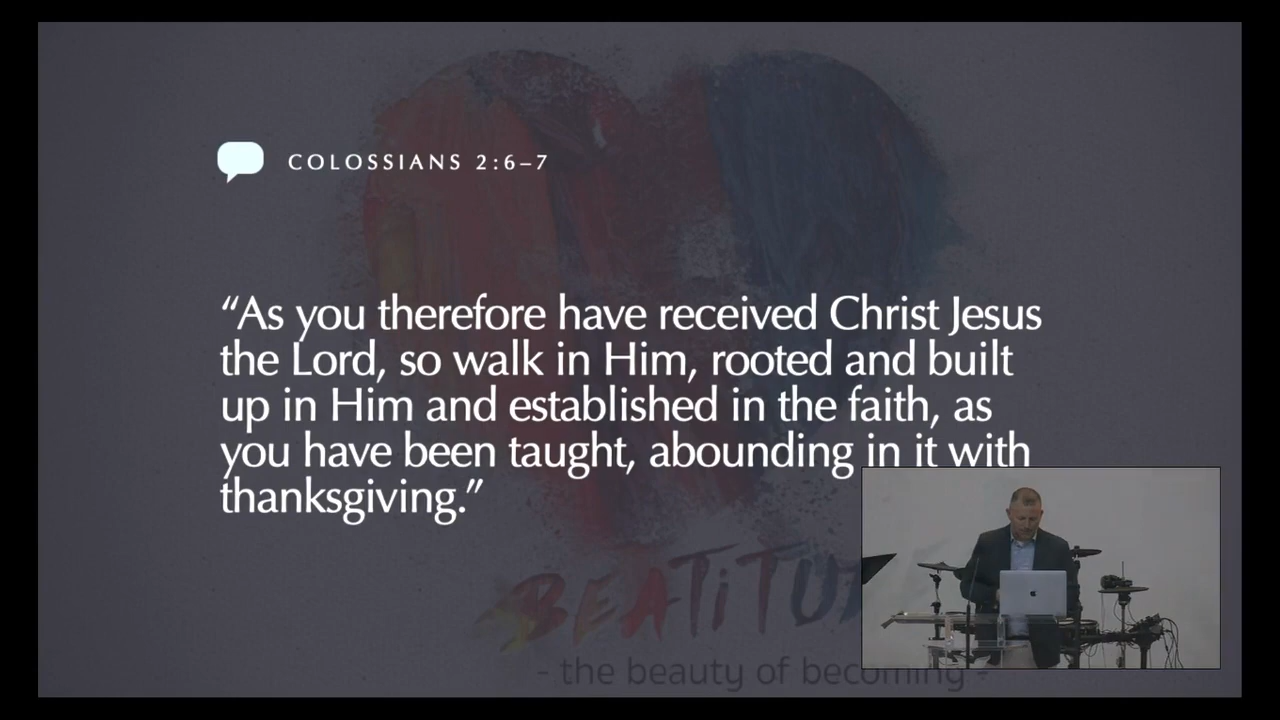 COLOSSIANS 2:6–7
“As you therefore have received Christ Jesus
the Lord, so walk in Him, rooted and built
up in Him and established in the faith, as
you have been taught, abounding in it with
thanksgiving.”
BEATiTU
- the beauty of becoming -